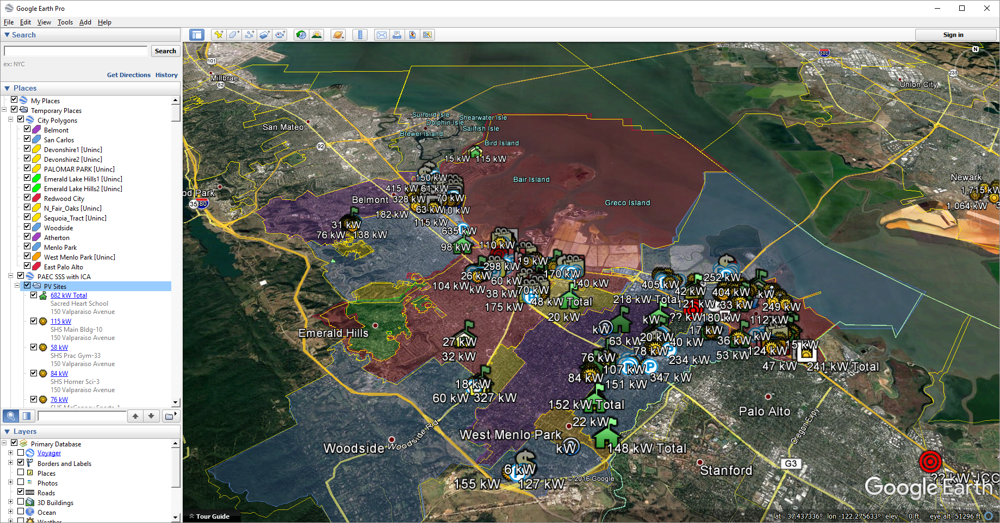 Google Earth Pro
File Edit View Tools Add Help
Search
Search
ex: NYC
Get Directions History
Places
My Places
Temporary Places
City Polygons
Belmont
San Carlos
Devonshire1 [Uninc]
Devonshire2 [Uninc]
PALOMAR PARK [Uninc]
Emerald Lake Hills1 [Uninc]
Emerald Lake Hills2 [Uninc]
Redwood City
N_Fair_Oaks [Uninc]
Sequoia_Tract [Uninc]
Woodside
Atherton
Menlo Park
West Menlo Park [Uninc]
East Palo Alto
PAEC SSS with ICA
PV Sites
682 kW Total
Sacred Heart School
150 Valparaiso Avenue
115 kW
SHS Main Bldg-10
150 Valparaiso Avenue
58 kW
SHS Prac Gym-33
150 Valparaiso Avenue
84 kW
SHS Homer Sci-3
150 Valparaiso Avenue
76 kW
Layers
Primary Database
Voyager
Borders and Labels
Places
Photos
Roads
3D Buildings
Ocean
Weather
Sign in
N
101
Millbrae
82
880
238
Union City
San Mateo
92
Surfbird Isle
Shearwater Isle
Dolphin Isle
Sailfish Isle
Brewer Island
Bird Island
15 kW 115 kW
Bair Island
Greco Island
Newark
1,715 kW
1,064 kW
od Park
35
80
150 kW
415 kW 61 kW
Belmont 328 kW 70 kW
63 kW
182 kW
115 kW
31 kW
76 kW 138 kW
635 kW
98 kW
110 kW
298 kW 19 kW
26 kW
60 kW
170 kW
104 kW kW
140 kW
38 kW 70 kW
175 kW
48 kW Total
20 kW
405 kW
252 kW
42 kW 404 kW kW
218 kW Total
121 kW 33 kW 249 kW
?? kW 180 kW 112 kW
kW
kW
17 kW
63 kW 20 kW 40 kW 36 kW kW
15 kW
78 kW
124 kW
53 kW
76 kW
234 kW
47 kW 241 kW Total
107 kW
84 kW
347 kW
151 kW
Emerald Hills
27 kW
32 kW
18 kW
60 kW 327 kW
152 kW Total
22 kW
West Menlo Park
kW
148 kW Total
Woodside
Woodside Rd
Palo Alto
Oregon Expy
G3
Stanford
6 kW
155 kW 127 kW
© 2016 Google
?? kW JCC
Google Earth
Tour Guide
lat 37.437336° lon -122.275633° elev 0 ft eye alt 51296 ft